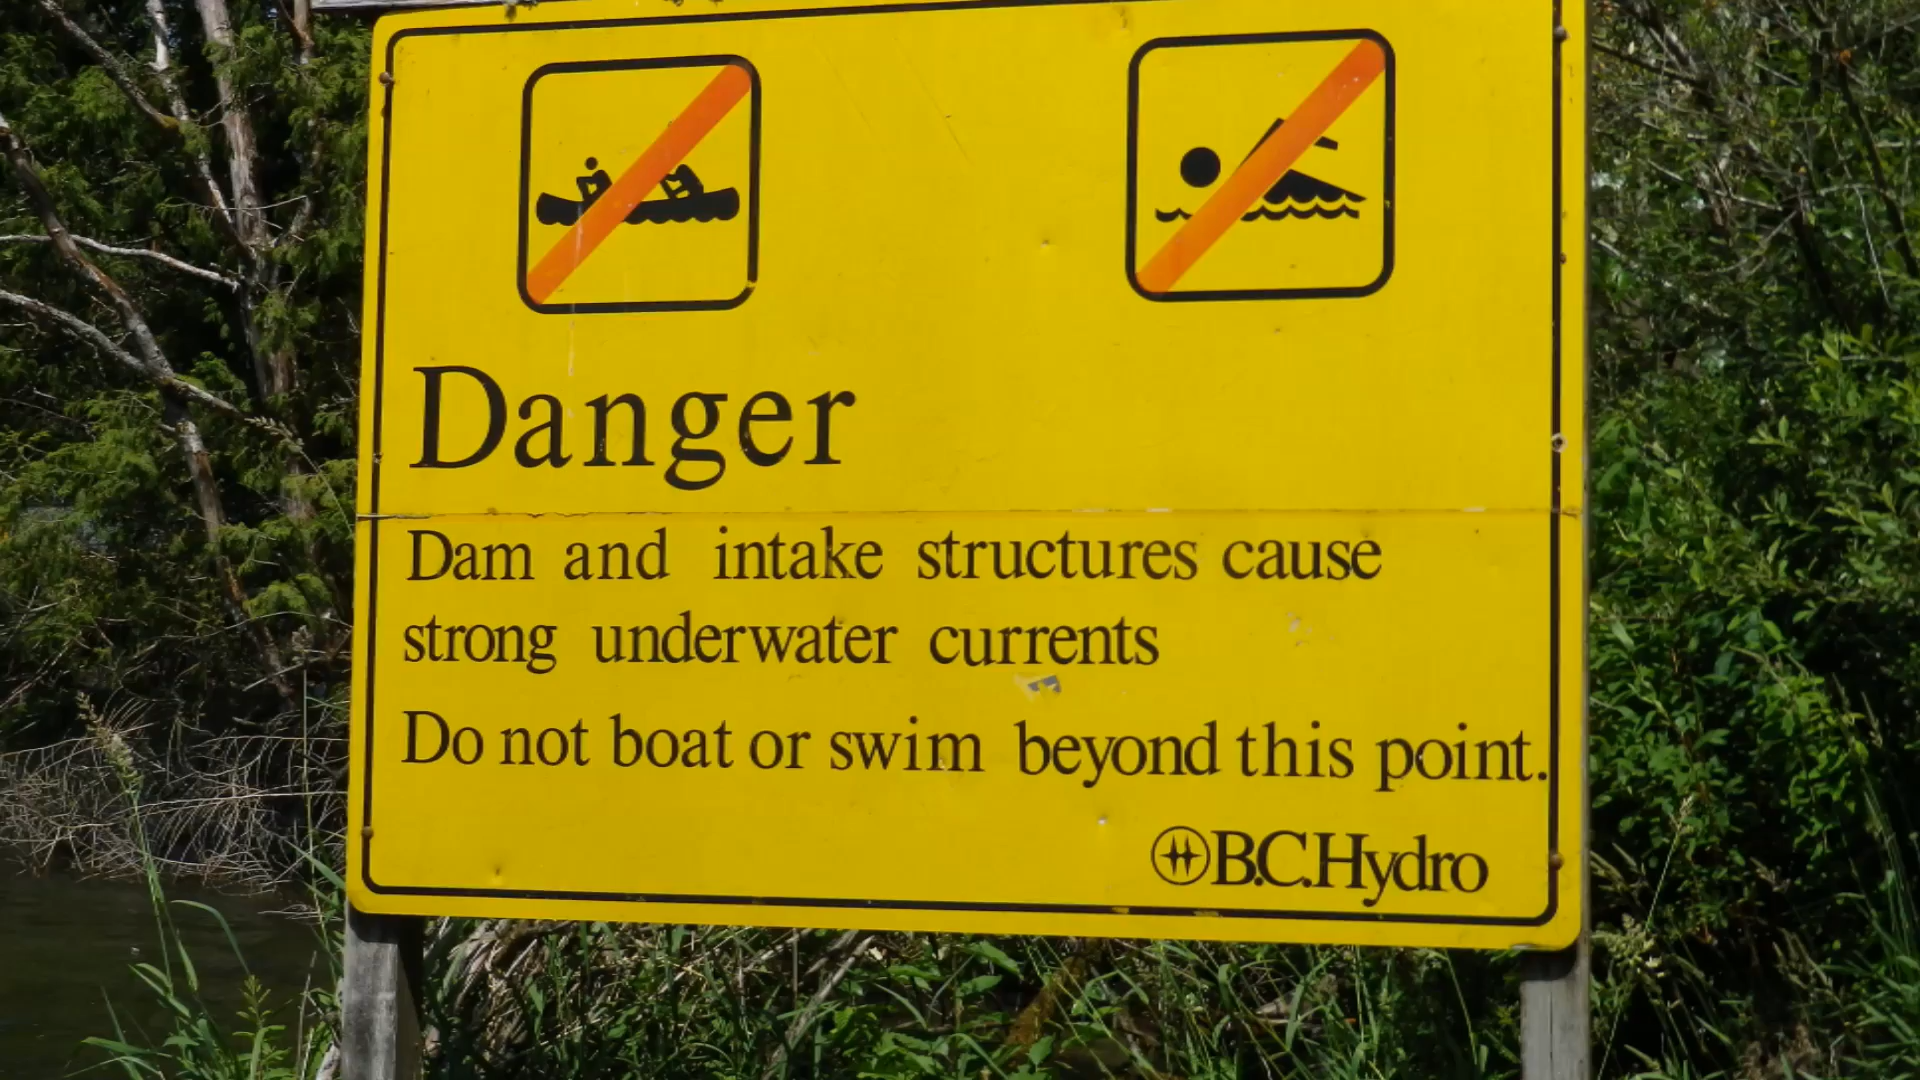 Danger
Dam and intake structures cause
strong underwater currents
Do not boat or swim beyond this point.
B.C.Hydro